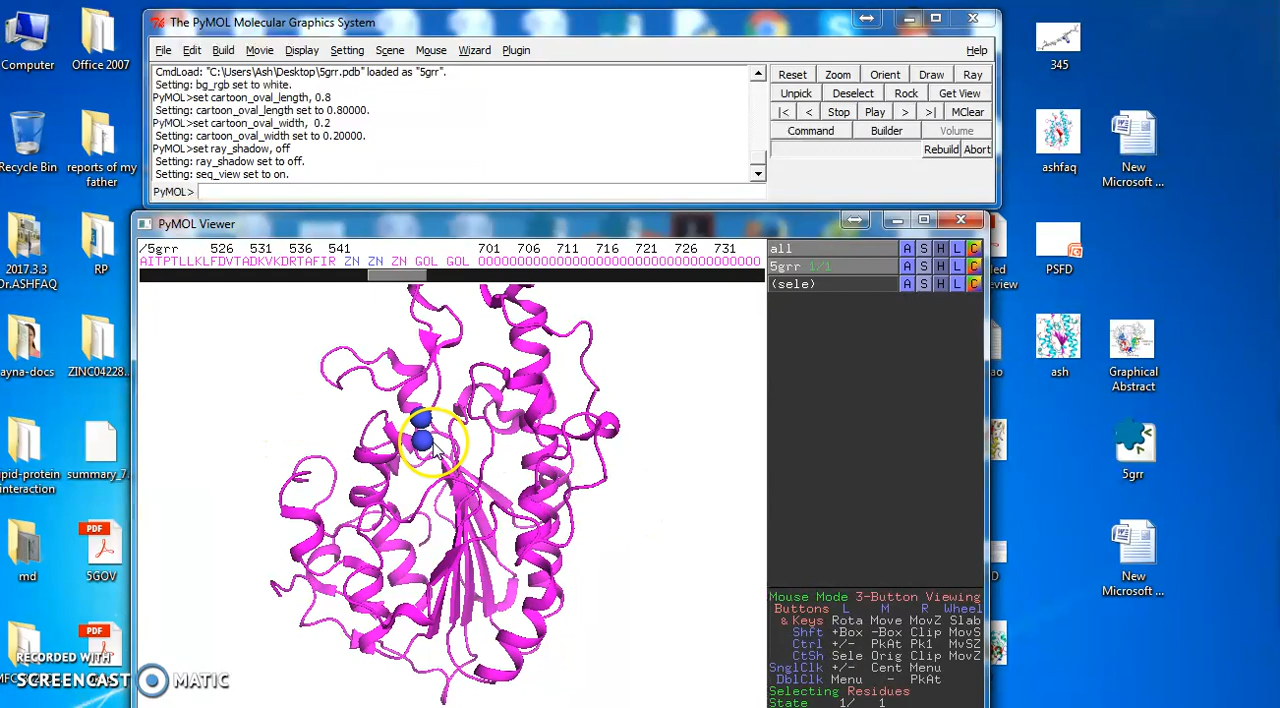 The PyMOL Molecular Graphics System
File Edit Build Movie Display Setting Scene Mouse Wizard Plugin Help
CmdLoad: "C:\Users\Ash\Desktop\5grr.pdb" loaded as "5grr".
Setting: bg_rgb set to white.
PyMOL>set cartoon_oval_length, 0.8
Setting: cartoon_oval_length set to 0.80000.
PyMOL>set cartoon_oval_width, 0.2
Setting: cartoon_oval_width set to 0.20000.
PyMOL>set ray_shadow, off
Setting: ray_shadow set to off.
Setting: seq_view set to on.
PyMOL>
Reset Zoom Orient Draw Ray
Unpick Deselect Rock Get View
|< < Stop Play > >| MClear
Command Builder Volume
Rebuild Abort
PyMOL Viewer
/5grr 526 531 536 541 701 706 711 716 721 726 731
AITPTLLKLFDVTADKVKDRTAFIR ZN ZN ZN GOL GOL OOOOOOOOOOOOOOOOOOOOOOOOOOOOOOOOOOO
all A S H L C
5grr 1/1 A S H L C
(sele) A S H L C
Mouse Mode 3-Button Viewing
Buttons L M R Wheel
& Keys Rota Move MovZ Slab
Shft +Box -Box Clip MovS
Ctrl +/- PkAt Pk1 MvSZ
CtSh Sele Orig Clip MovZ
SnglClk +/- Cent Menu
DblClk Menu - PkAt
Selecting Residues
State 1/ 1
Computer
Office 2007
Recycle Bin
reports of my
father
2017.3.3
Dr.ASHFAQ
RP
ayna-docs
ZINC04228...
ipid-protein
interaction
summary_7
md
PDF
5GOV
PDF
RECORDED WITH
SCREENCAST MATIC
345
ashfaq
New
Microsoft ...
PSFD
ash
Graphical
Abstract
5grr
New
Microsoft ...